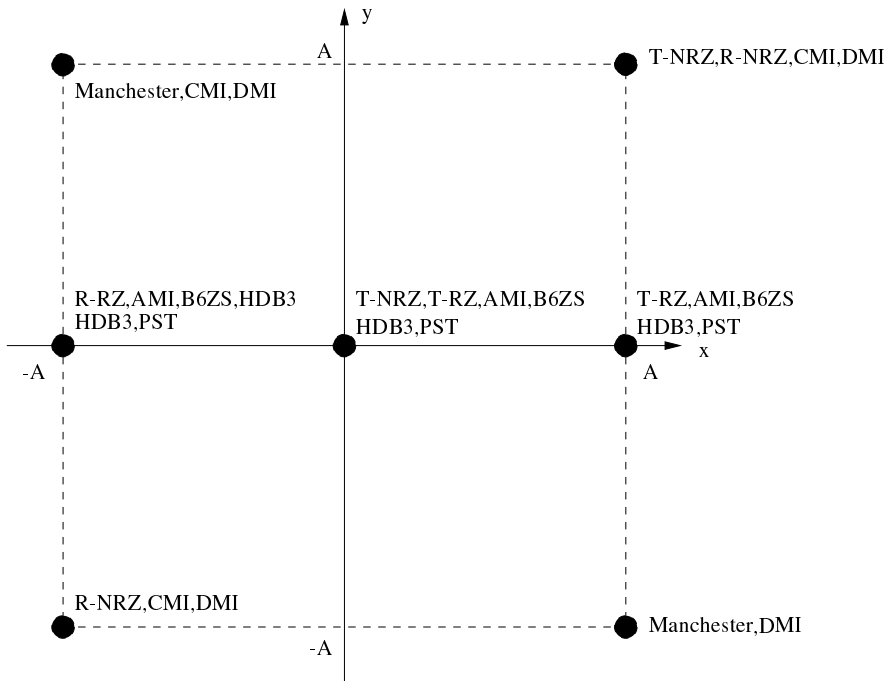 y
A
T-NRZ,R-NRZ,CMI,DMI
Manchester,CMI,DMI
R-RZ,AMI,B6ZS,HDB3
HDB3,PST
T-NRZ,T-RZ,AMI,B6ZS
HDB3,PST
T-RZ,AMI,B6ZS
HDB3,PST
x
-A
A
R-NRZ,CMI,DMI
Manchester,DMI
-A